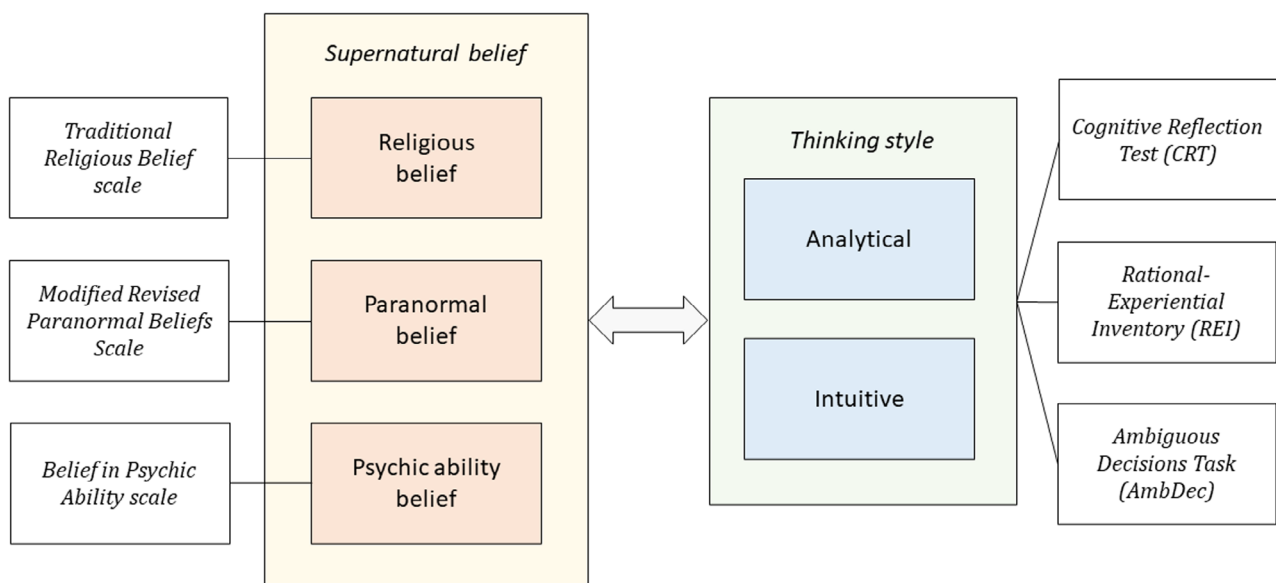 Supernatural belief
Traditional
Religious Belief
scale
Religious
belief
Modified Revised
Paranormal Beliefs
Scale
Paranormal
belief
Belief in Psychic
Ability scale
Psychic ability
belief
Thinking style
Analytical
Intuitive
Cognitive Reflection
Test (CRT)
Rational-
Experiential
Inventory (REI)
Ambiguous
Decisions Task
(AmbDec)